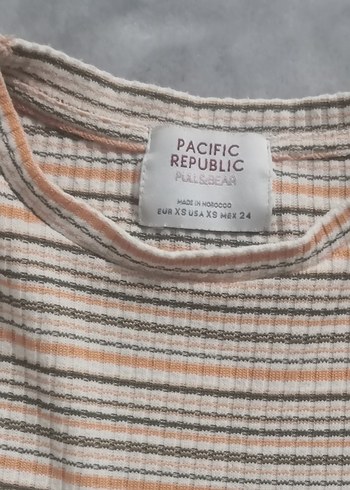 PACIFIC
REPUBLIC
PULL&BEAR
MADE IN MOROCCO
EUR XS USA XS MEX 24